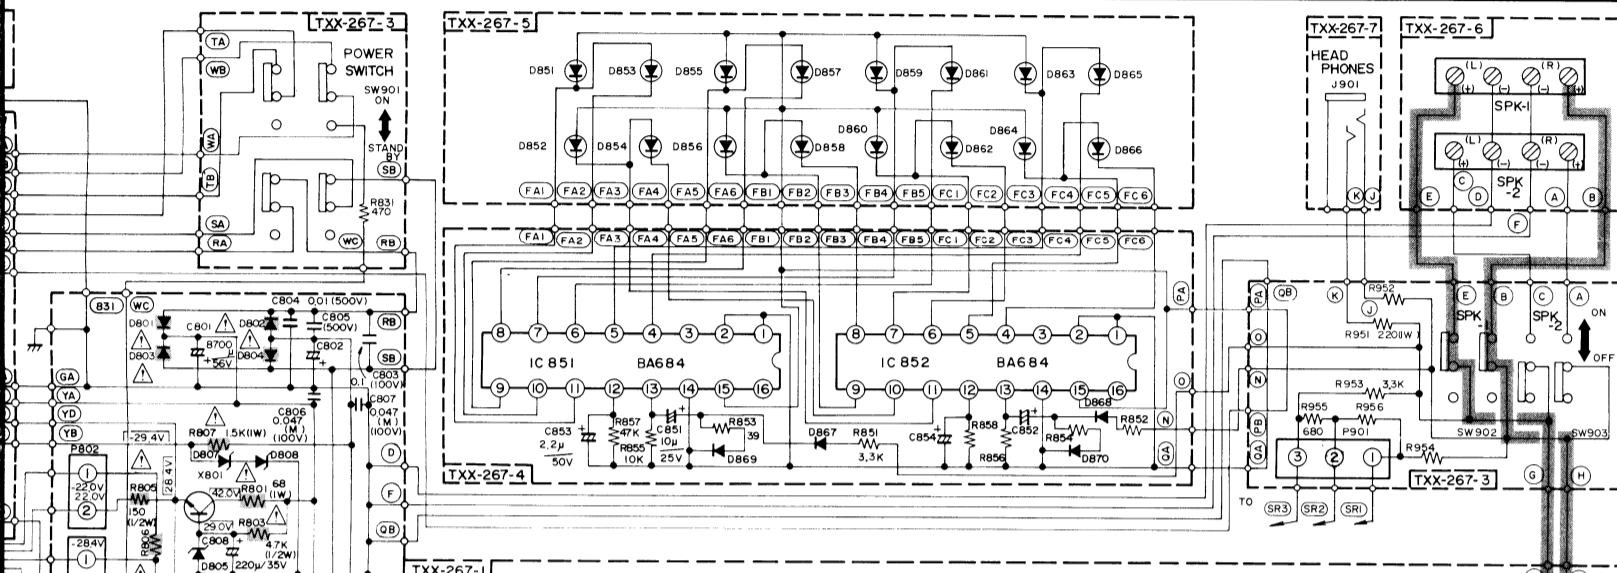 TXX-267-3
TXX-267-5
TXX-267-7
TXX-267-6
TA
WB
POWER
SWITCH
SW901
ON
STAND
BY
WA
TB
SB
SA
RA
R831
470
WC
RB
D851
D853
D855
D857
D859
D861
D863
D865
D852
D854
D856
D858
D860
D862
D864
D866
FA1 FA2 FA3 FA4 FA5 FA6 FB1 FB2 FB3 FB4 FB5 FC1 FC2 FC3 FC4 FC5 FC6
FA1 FA2 FA3 FA4 FA5 FA6 FB1 FB2 FB3 FB4 FB5 FC1 FC2 FC3 FC4 FC5 FC6
HEAD
PHONES
J901
K J
(L) (R)
(+) (-) (-) (+)
SPK-1
(L) (R)
(+) (-) (-) (+)
SPK
-2
E C D A B
F
831
WC
C804 0.01(500V)
C805
(500V)
RB
D801
C801
D802
8700μ
56V
C802
D803
D804
SB
C803
(100V)
0.1
C807
0.047
(M)
(100V)
GA
YA
YD
YB
C806
0.047
(M)
(100V)
R807 1.5K(1W)
-29.4V
D807
D808
P802
1
-22.0V
22.0V
2
28.4V
X801
42.0V
R801
68
(1W)
R805
150
(1/2W)
29.0V
R803
4.7K
(1/2W)
R806
C808
D805
220μ/35V
-28.4V
1
D
F
QB
8 7 6 5 4 3 2 1
IC 851 BA684
9 10 11 12 13 14 15 16
8 7 6 5 4 3 2 1
IC 852 BA684
9 10 11 12 13 14 15 16
C853
2.2μ
50V
R857
47K
R855
10K
C851
10μ
25V
R853
39
D869
D867
R851
3.3K
C854
R858
R856
C852
R854
D868
R852
D870
PA
O
N
QA
TXX-267-4
PA
QB
O
N
PB
QA
K
R952
J
R951 220(1W)
R953 3.3K
R955
680
R956
P901
R954
3 2 1
SR3 SR2 SR1
TO
TXX-267-3
E B C A
SPK
SPK
-2
ON
OFF
SW902
SW903
G
H
TXX-267-1